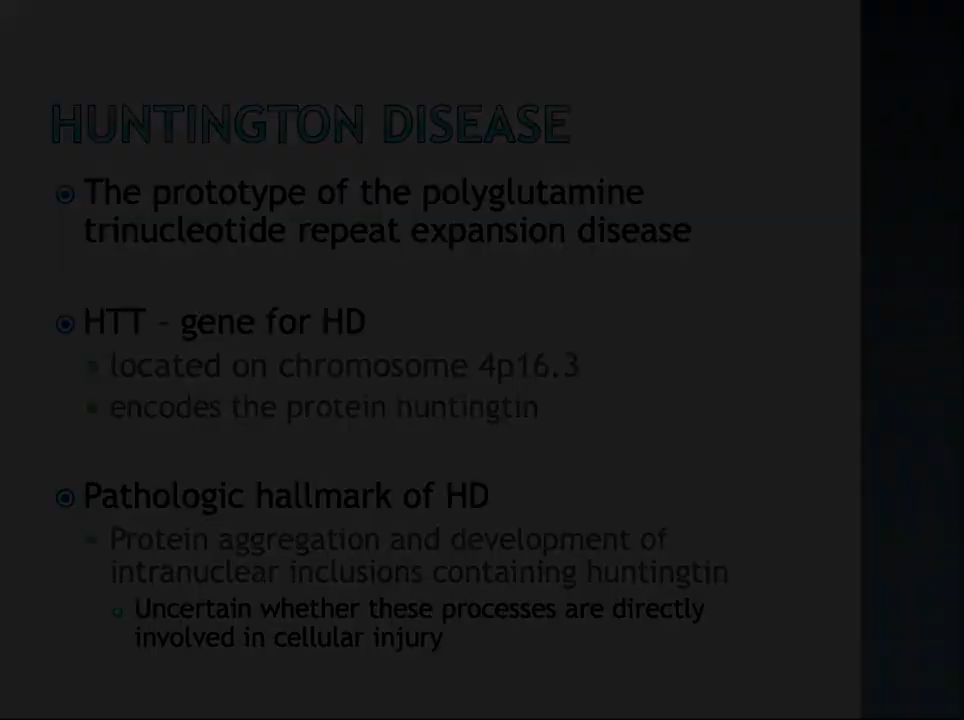 HUNTINGTON DISEASE
The prototype of the polyglutamine
trinucleotide repeat expansion disease
HTT – gene for HD
located on chromosome 4p16.3
encodes the protein huntingtin
Pathologic hallmark of HD
Protein aggregation and development of
intranuclear inclusions containing huntingtin
Uncertain whether these processes are directly
involved in cellular injury